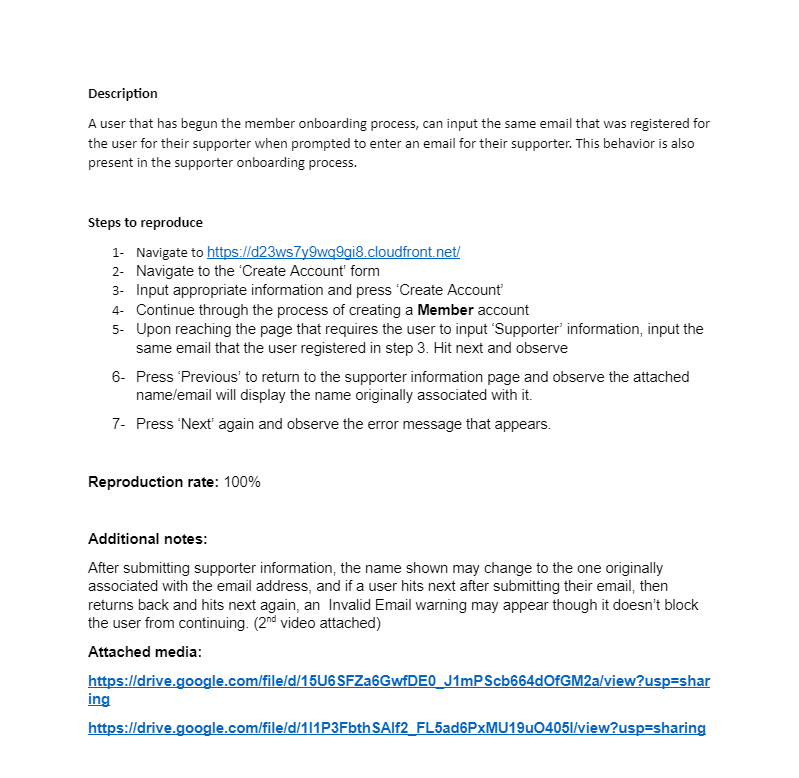 Description
A user that has begun the member onboarding process, can input the same email that was registered for
the user for their supporter when prompted to enter an email for their supporter. This behavior is also
present in the supporter onboarding process.
Steps to reproduce
1- Navigate to https://d23ws7y9wq9gi8.cloudfront.net/
2- Navigate to the ‘Create Account’ form
3- Input appropriate information and press ‘Create Account’
4- Continue through the process of creating a Member account
5- Upon reaching the page that requires the user to input ‘Supporter’ information, input the
same email that the user registered in step 3. Hit next and observe
6- Press ‘Previous’ to return to the supporter information page and observe the attached
name/email will display the name originally associated with it.
7- Press ‘Next’ again and observe the error message that appears.
Reproduction rate: 100%
Additional notes:
After submitting supporter information, the name shown may change to the one originally
associated with the email address, and if a user hits next after submitting their email, then
returns back and hits next again, an  Invalid Email warning may appear though it doesn’t block
the user from continuing. (2nd video attached)
Attached media:
https://drive.google.com/file/d/15U6SFZa6GwfDE0_J1mPScb664dOfGM2a/view?usp=shar
ing
https://drive.google.com/file/d/1I1P3FbthSAlf2_FL5ad6PxMU19uO405l/view?usp=sharing